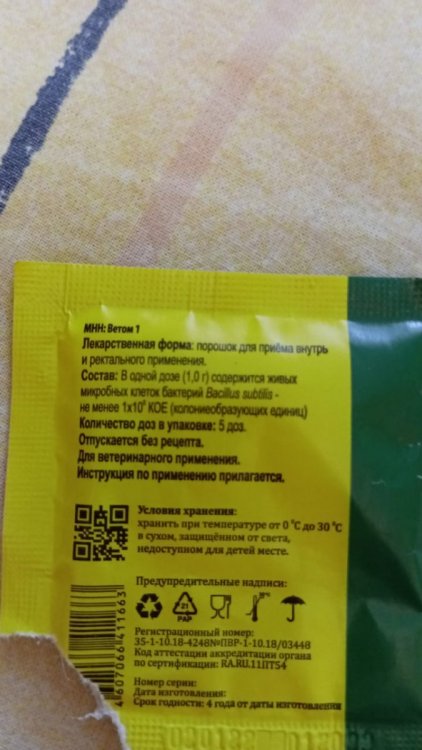 МНН: Ветом 1
Лекарственная форма: порошок для приёма внутрь
и ректального применения.
Состав: В одной дозе (1,0 г) содержится живых
микробных клеток бактерий Bacillus subtilis -
не менее 1х10⁶ КОЕ (колониеобразующих единиц)
Количество доз в упаковке: 5 доз.
Отпускается без рецепта.
Для ветеринарного применения.
Инструкция по применению прилагается.
Условия хранения:
хранить при температуре от 0 °С до 30 °С
в сухом, защищённом от света,
недоступном для детей месте.
Предупредительные надписи:
21
PAP
Регистрационный номер:
35-1-10.18-4248№ПВР-1-10.18/03448
Код аттестации аккредитации органа
по сертификации: RA.RU.11ПТ54
4607066411663
Номер серии:
Дата изготовления:
Срок годности: 4 года от даты изготовления